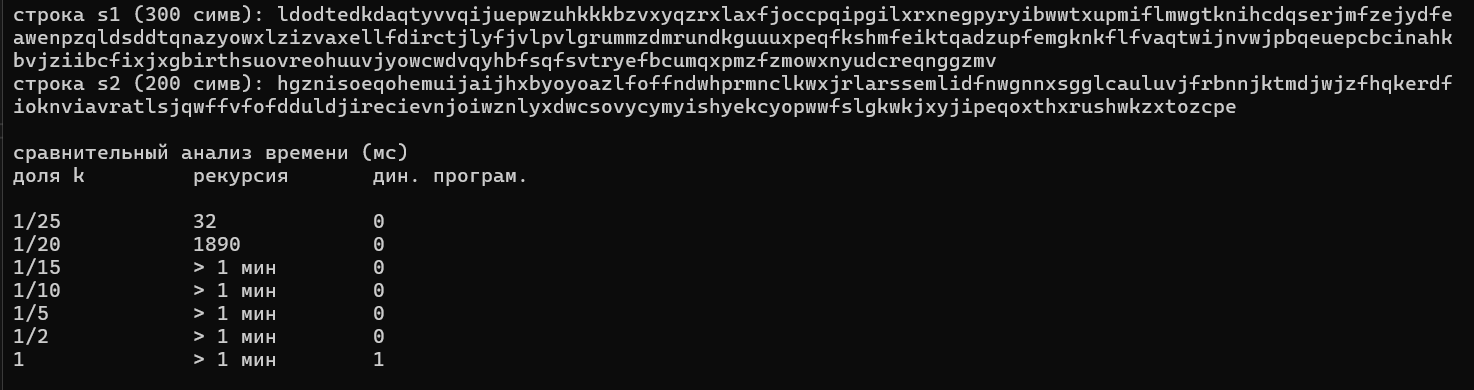 строка s1 (300 симв): ldodtedkdaqtyvvqijuepwzuhkkkkbzvxyqzrxlaxfjoccpqipgilxrxnegpyryibwwtxupmiflmwgtknihcdqserjmfzejydfe
awenpzqldsddtqnazyowxlzizvaxellfdirctjlyfjvlpvlgrummzdmrundkguuuxpeqfkshmfeiktqadzupfemgknkflfvaqtwijnvwjpbqeuepcbcinahk
bvjziibcfixjxgbirthsuovreohuuvjyowcwdvqyhbfsqfsvtryefbcumqxpmzfzmowxnyudcreqnggzmv
строка s2 (200 симв): hgznisoeqohemuijaijhxbyoyoazlfoffndwhprmnclkwxjrlarssemlidfnwgnnxsgglcauluvjfrbnnjktmdjwjzfhqkerdf
ioknviavratlsjqwffvfofdduldjirecievnjoiwznlyxdwcsovycymyishyekcyopwwfslgkwkjxyjipeqoxthxrushwkzxtozcpe
сравнительный анализ времени (мс)
доля k рекурсия дин. програм.
1/25 32 0
1/20 1890 0
1/15 > 1 мин 0
1/10 > 1 мин 0
1/5 > 1 мин 0
1/2 > 1 мин 0
1 > 1 мин 1